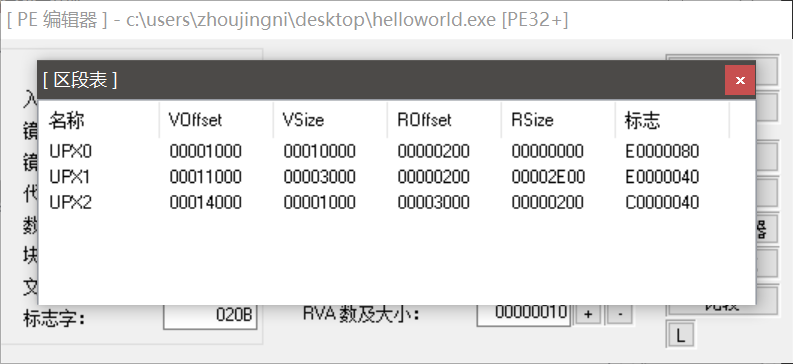 [ PE 编辑器 ] - c:\users\zhoujingni\desktop\helloworld.exe [PE32+]
[ 区段表 ]
名称 VOffset VSize ROffset RSize 标志
UPX0 00001000 00010000 00000200 00000000 E0000080
UPX1 00011000 00003000 00000200 00002E00 E0000040
UPX2 00014000 00001000 00003000 00000200 C0000040
入
镜
镜
代
数
块
文
器
标志字: 020B RVA 数及大小: 00000010 + -
L